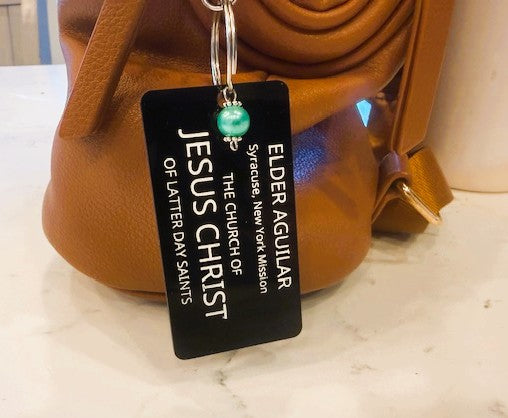 ELDER AGUILAR
Syracuse, New York Mission
THE CHURCH OF
JESUS CHRIST
OF LATTER DAY SAINTS